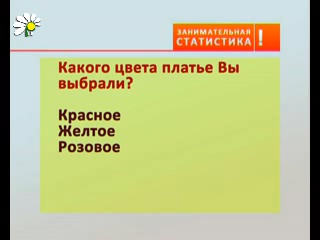 ЗАНИМАТЕЛЬНАЯ
СТАТИСТИКА !
Какого цвета платье Вы
выбрали?
Красное
Желтое
Розовое